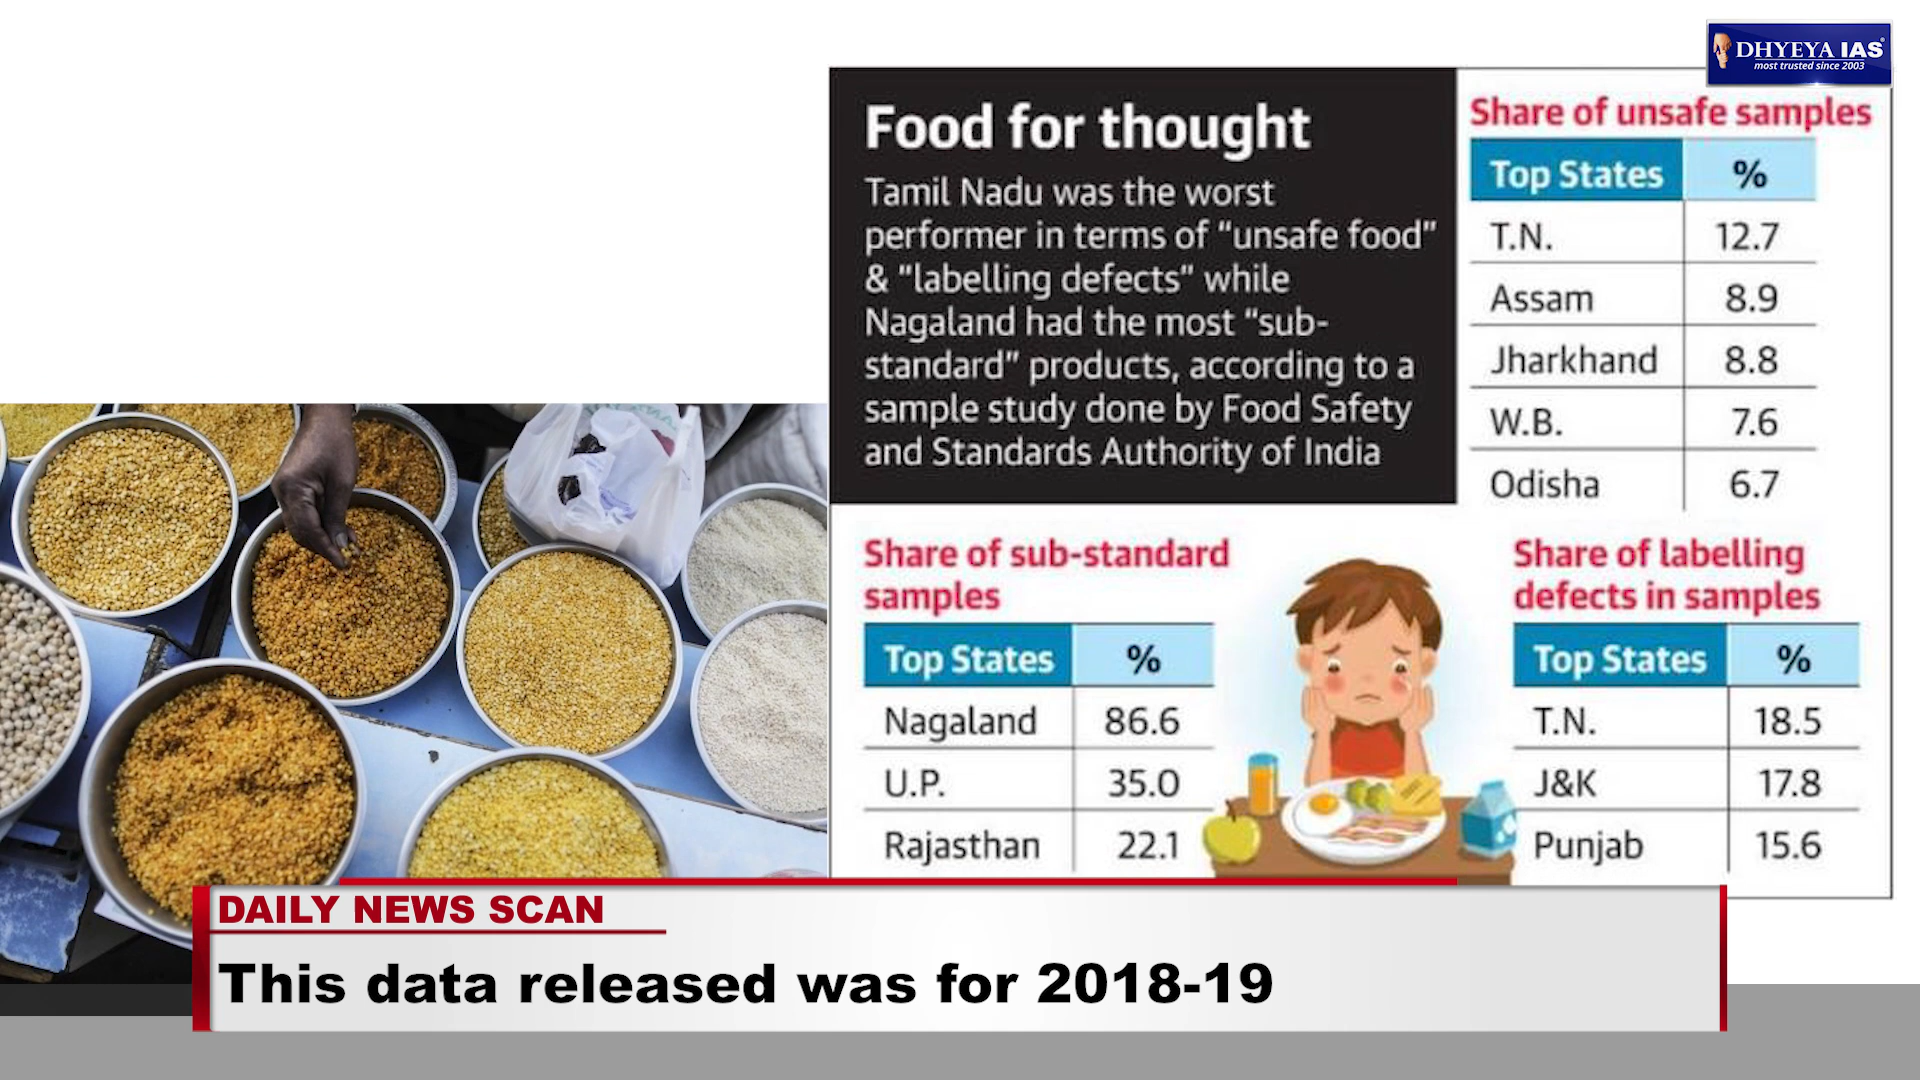 DHYEYA IAS
most trusted since 2003
Food for thought
Tamil Nadu was the worst
performer in terms of “unsafe food”
& “labelling defects” while
Nagaland had the most “sub-
standard” products, according to a
sample study done by Food Safety
and Standards Authority of India
Share of unsafe samples
Top States %
T.N. 12.7
Assam 8.9
Jharkhand 8.8
W.B. 7.6
Odisha 6.7
Share of sub-standard
samples
Top States %
Nagaland 86.6
U.P. 35.0
Rajasthan 22.1
Share of labelling
defects in samples
Top States %
T.N. 18.5
J&K 17.8
Punjab 15.6
DAILY NEWS SCAN
This data released was for 2018-19